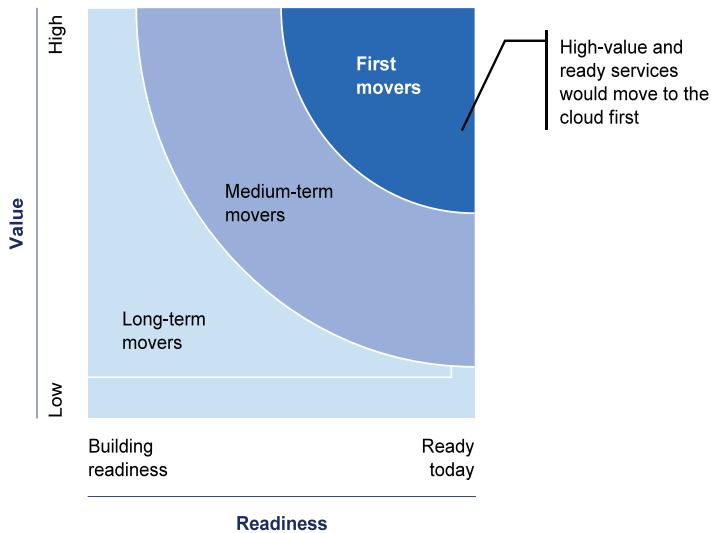 High
Value
Low
First
movers
Medium-term
movers
Long-term
movers
High-value and
ready services
would move to the
cloud first
Building
readiness
Ready
today
Readiness